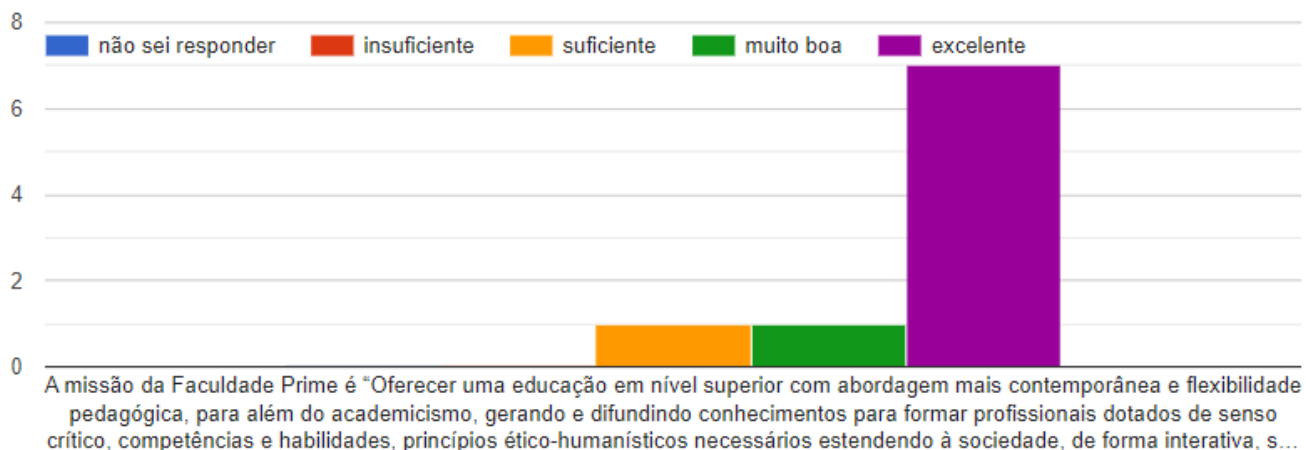 8
não sei responder insuficiente suficiente muito boa excelente
6
4
2
0
A missão da Faculdade Prime é “Oferecer uma educação em nível superior com abordagem mais contemporânea e flexibilidade
pedagógica, para além do academicismo, gerando e difundindo conhecimentos para formar profissionais dotados de senso
crítico, competências e habilidades, princípios ético-humanísticos necessários estendendo à sociedade, de forma interativa, s...